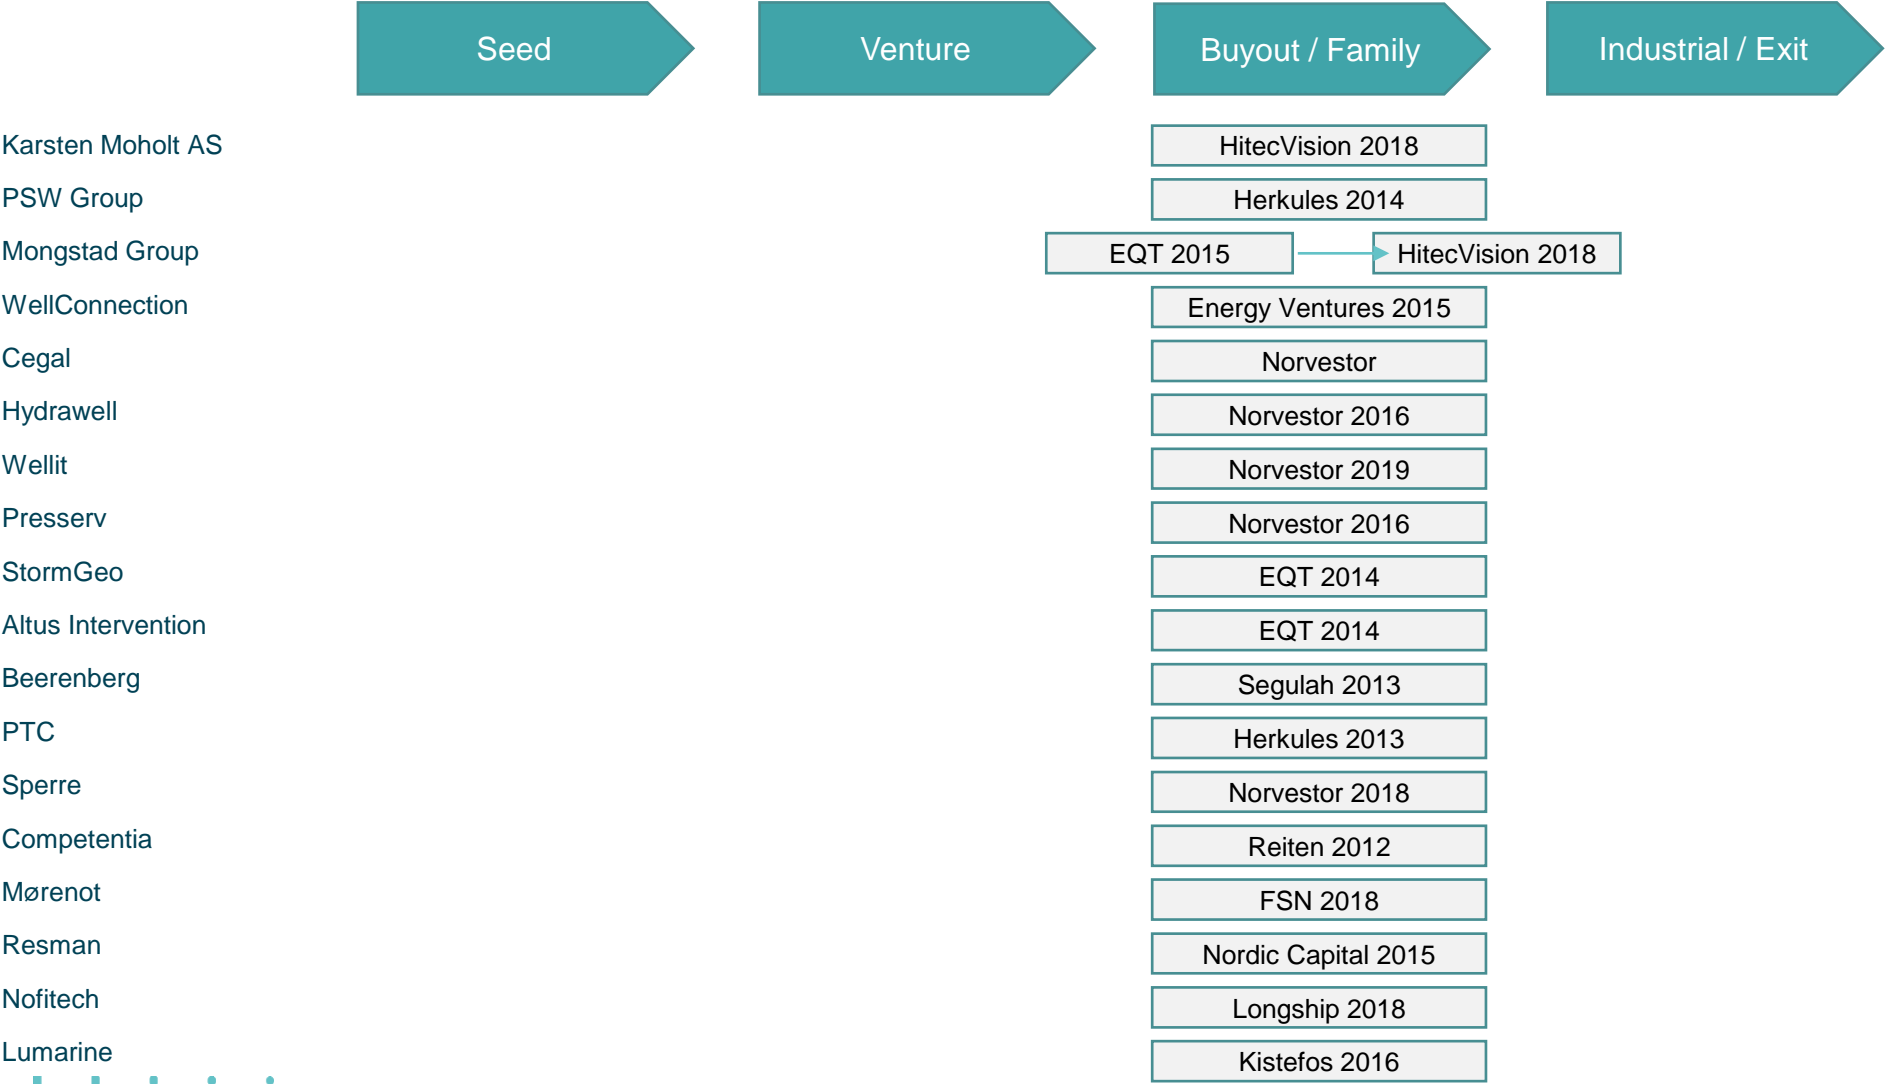 Seed Venture Buyout / Family Industrial / Exit
Karsten Moholt AS HitecVision 2018
PSW Group Herkules 2014
Mongstad Group EQT 2015 HitecVision 2018
WellConnection Energy Ventures 2015
Cegal Norvestor
Hydrawell Norvestor 2016
Wellit Norvestor 2019
Presserv Norvestor 2016
StormGeo EQT 2014
Altus Intervention EQT 2014
Beerenberg Segulah 2013
PTC Herkules 2013
Sperre Norvestor 2018
Competentia Reiten 2012
Mørenot FSN 2018
Resman Nordic Capital 2015
Nofitech Longship 2018
Lumarine Kistefos 2016